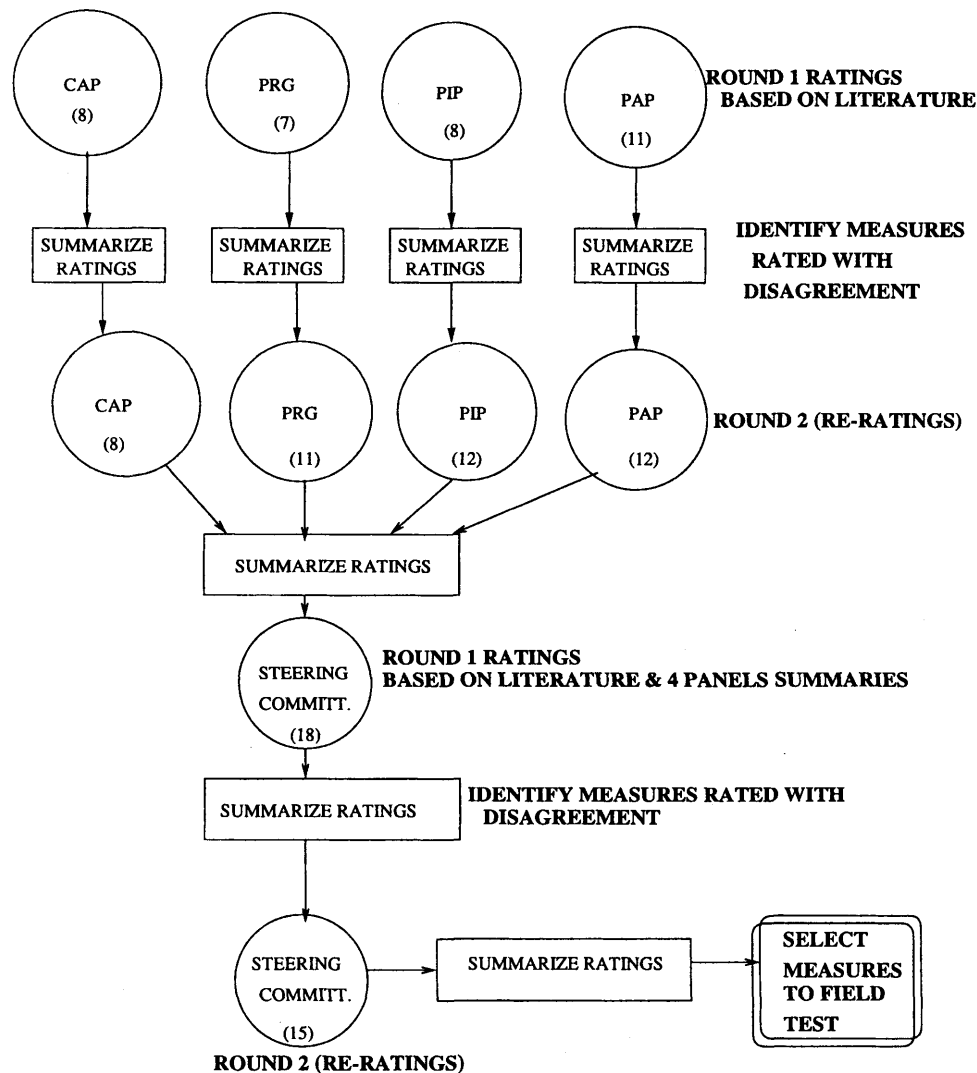 CAP
(8)
PRG
(7)
PIP
(8)
PAP
(11)
ROUND 1 RATINGS
BASED ON LITERATURE
SUMMARIZE
RATINGS
SUMMARIZE
RATINGS
SUMMARIZE
RATINGS
SUMMARIZE
RATINGS
IDENTIFY MEASURES
RATED WITH
DISAGREEMENT
CAP
(8)
PRG
(11)
PIP
(12)
PAP
(12)
ROUND 2 (RE-RATINGS)
SUMMARIZE RATINGS
STEERING
COMMITT.
(18)
ROUND 1 RATINGS
BASED ON LITERATURE & 4 PANELS SUMMARIES
SUMMARIZE RATINGS
IDENTIFY MEASURES RATED WITH
DISAGREEMENT
STEERING
COMMITT.
(15)
ROUND 2 (RE-RATINGS)
SUMMARIZE RATINGS
SELECT
MEASURES
TO FIELD
TEST